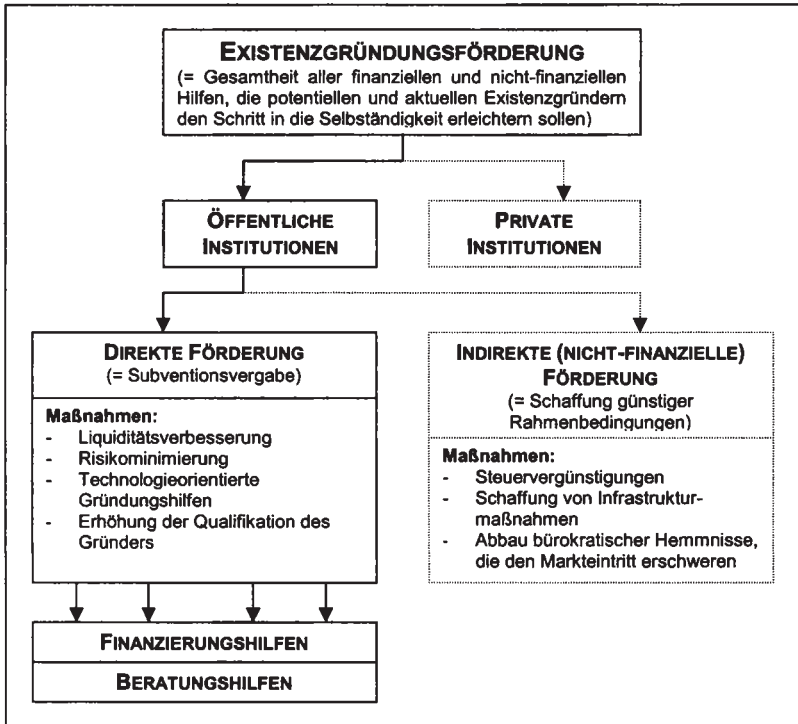 EXISTENZGRÜNDUNGSFÖRDERUNG
(= Gesamtheit aller finanziellen und nicht-finanziellen
Hilfen, die potentiellen und aktuellen Existenzgründern
den Schritt in die Selbständigkeit erleichtern sollen)
ÖFFENTLICHE
INSTITUTIONEN
PRIVATE
INSTITUTIONEN
DIREKTE FÖRDERUNG
(= Subventionsvergabe)
Maßnahmen:
- Liquiditätsverbesserung
- Risikominimierung
- Technologieorientierte
Gründungshilfen
- Erhöhung der Qualifikation des
Gründers
INDIREKTE (NICHT-FINANZIELLE)
FÖRDERUNG
(= Schaffung günstiger
Rahmenbedingungen)
Maßnahmen:
- Steuervergünstigungen
- Schaffung von Infrastruktur-
maßnahmen
- Abbau bürokratischer Hemmnisse,
die den Markteintritt erschweren
FINANZIERUNGSHILFEN
BERATUNGSHILFEN